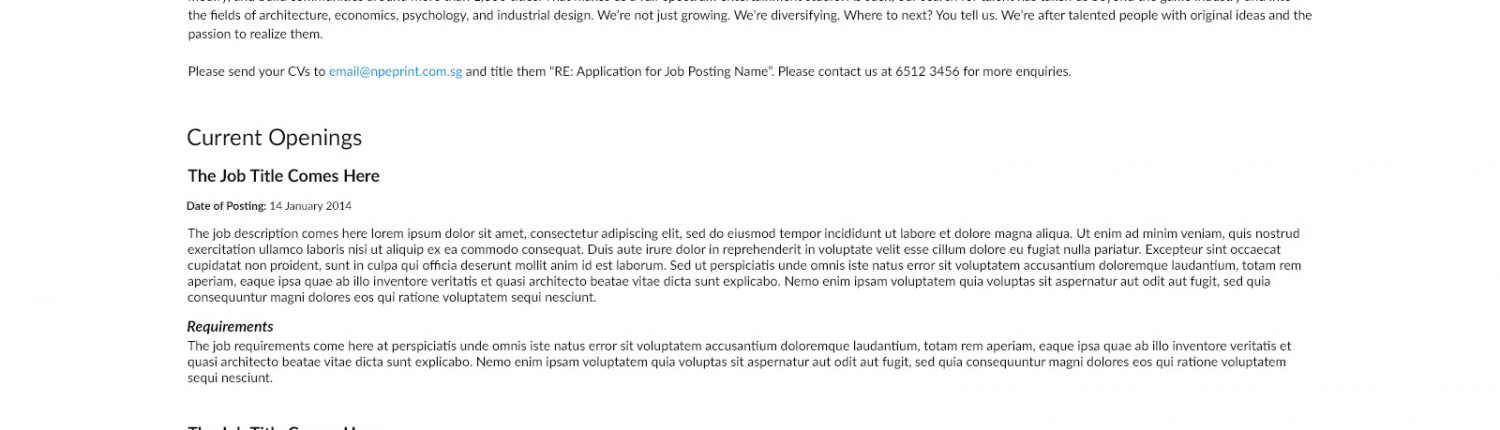 the fields of architecture, economics, psychology, and industrial design. We're not just growing. We're diversifying. Where to next? You tell us. We're after talented people with original ideas and the
passion to realize them.
Please send your CVs to email@npeprint.com.sg and title them “RE: Application for Job Posting Name”. Please contact us at 6512 3456 for more enquiries.
Current Openings
The Job Title Comes Here
Date of Posting: 14 January 2014
The job description comes here lorem ipsum dolor sit amet, consectetur adipiscing elit, sed do eiusmod tempor incididunt ut labore et dolore magna aliqua. Ut enim ad minim veniam, quis nostrud
exercitation ullamco laboris nisi ut aliquip ex ea commodo consequat. Duis aute irure dolor in reprehenderit in voluptate velit esse cillum dolore eu fugiat nulla pariatur. Excepteur sint occaecat
cupidatat non proident, sunt in culpa qui officia deserunt mollit anim id est laborum. Sed ut perspiciatis unde omnis iste natus error sit voluptatem accusantium doloremque laudantium, totam rem
aperiam, eaque ipsa quae ab illo inventore veritatis et quasi architecto beatae vitae dicta sunt explicabo. Nemo enim ipsam voluptatem quia voluptas sit aspernatur aut odit aut fugit, sed quia
consequuntur magni dolores eos qui ratione voluptatem sequi nesciunt.
Requirements
The job requirements come here at perspiciatis unde omnis iste natus error sit voluptatem accusantium doloremque laudantium, totam rem aperiam, eaque ipsa quae ab illo inventore veritatis et
quasi architecto beatae vitae dicta sunt explicabo. Nemo enim ipsam voluptatem quia voluptas sit aspernatur aut odit aut fugit, sed quia consequuntur magni dolores eos qui ratione voluptatem
sequi nesciunt.